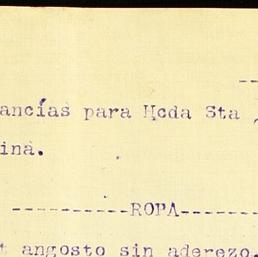 --
ancías para Hcda Sta
ina.
----------ROPA-------
t angosto sin aderezo.